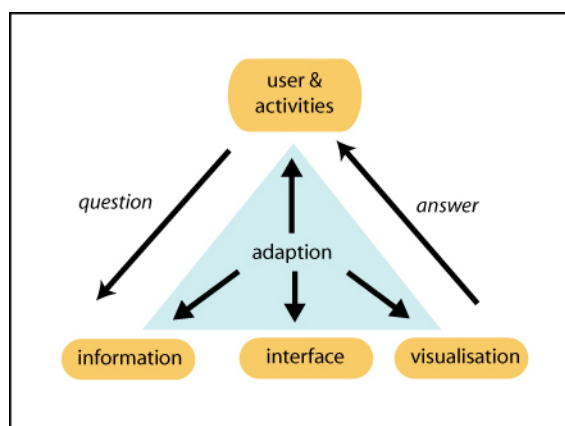 user &
activities
question
answer
adaption
information
interface
visualisation